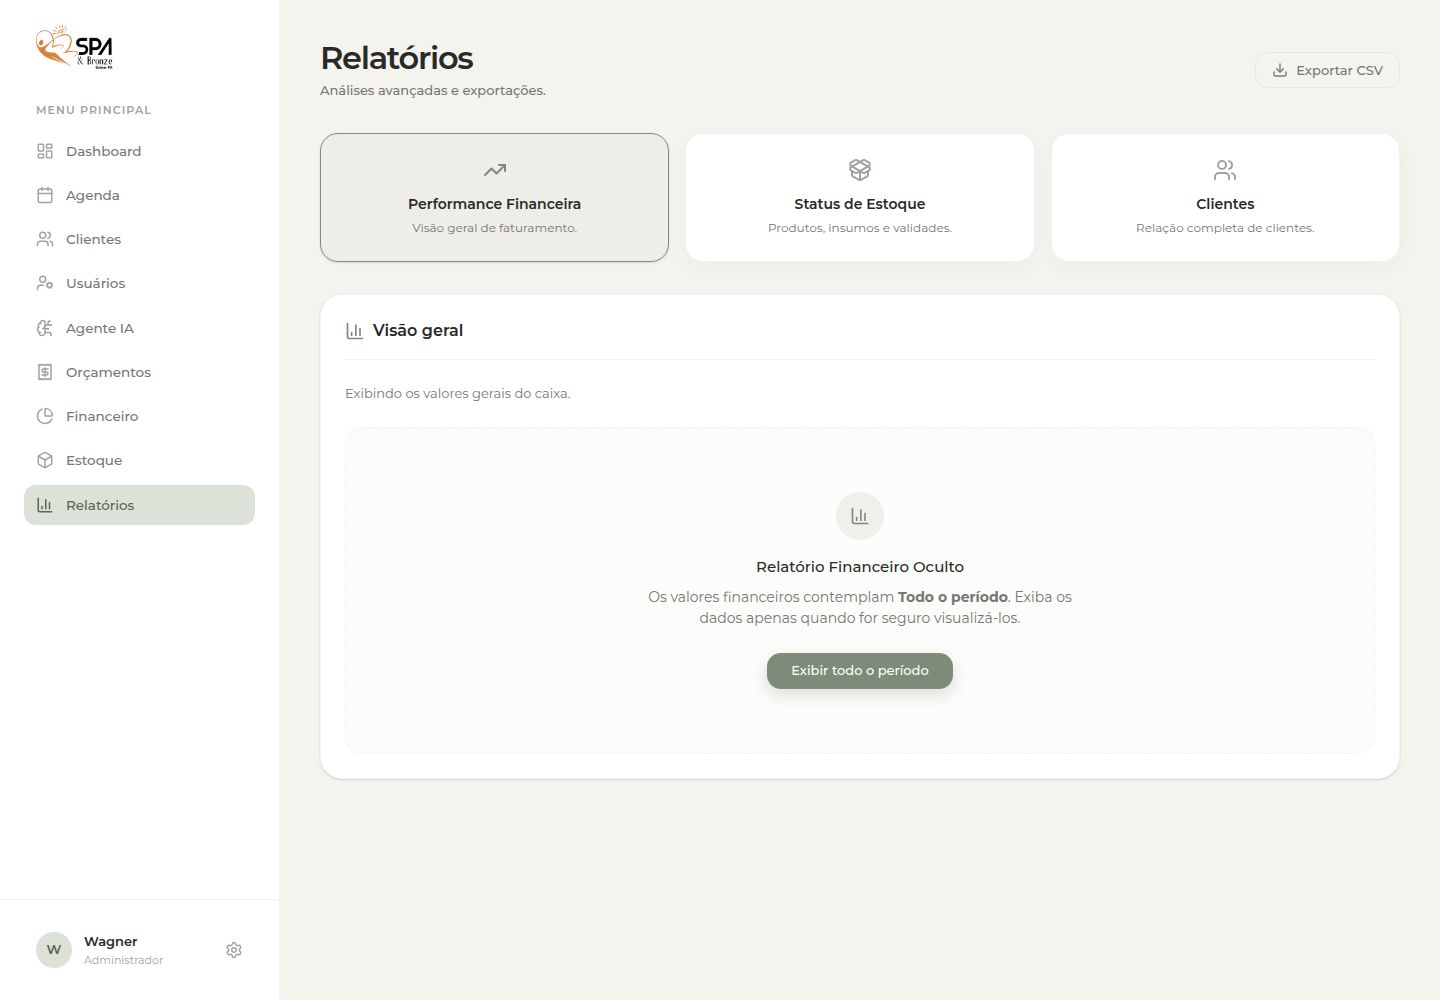 SPA
& Bronze
Belém-PA
MENU PRINCIPAL
Dashboard
Agenda
Clientes
Usuários
Agente IA
Orçamentos
Financeiro
Estoque
Relatórios
W
Wagner
Administrador
Relatórios
Análises avançadas e exportações.
Exportar CSV
Performance Financeira
Visão geral de faturamento.
Status de Estoque
Produtos, insumos e validades.
Clientes
Relação completa de clientes.
Visão geral
Exibindo os valores gerais do caixa.
Relatório Financeiro Oculto
Os valores financeiros contemplam Todo o período. Exiba os
dados apenas quando for seguro visualizá-los.
Exibir todo o período